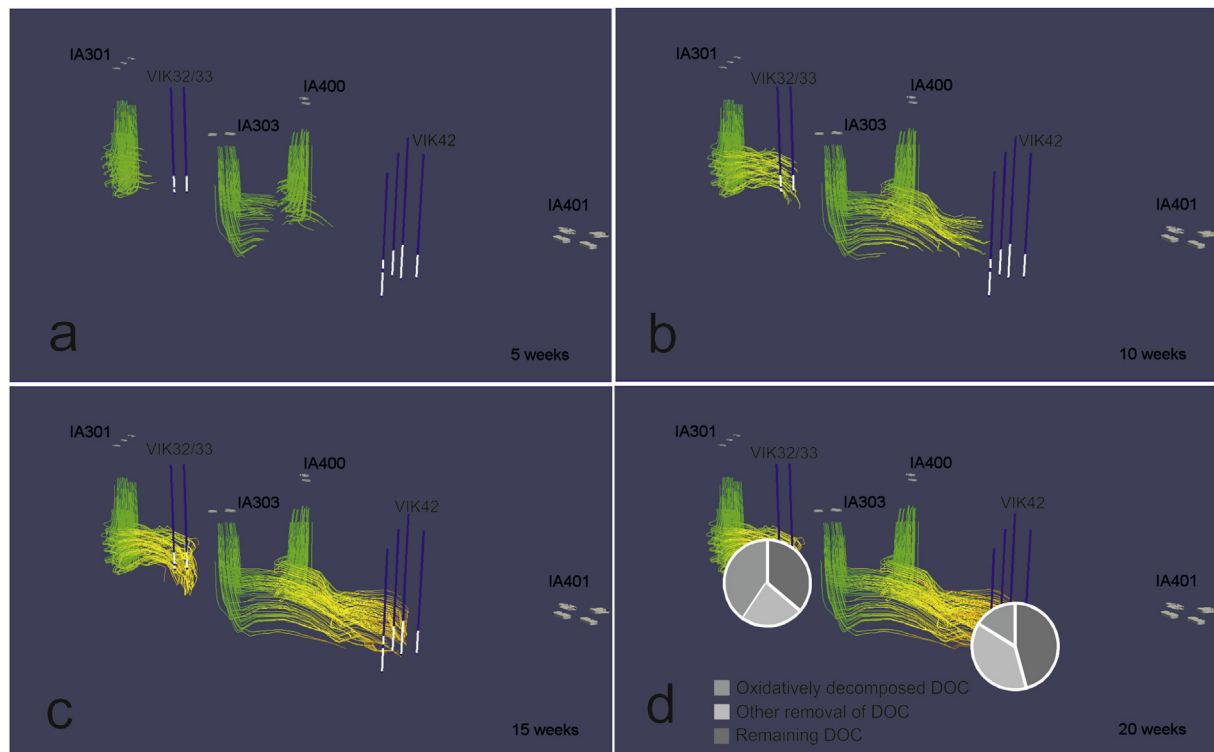 IA301
VIK32/33
IA400
IA303
VIK42
IA401
a
5 weeks
IA301
VIK32/33
IA400
IA303
VIK42
IA401
b
10 weeks
IA301
VIK32/33
IA400
IA303
VIK42
IA401
c
15 weeks
IA301
VIK32/33
IA400
IA303
VIK42
IA401
Oxidatively decomposed DOC
Other removal of DOC
Remaining DOC
d
20 weeks